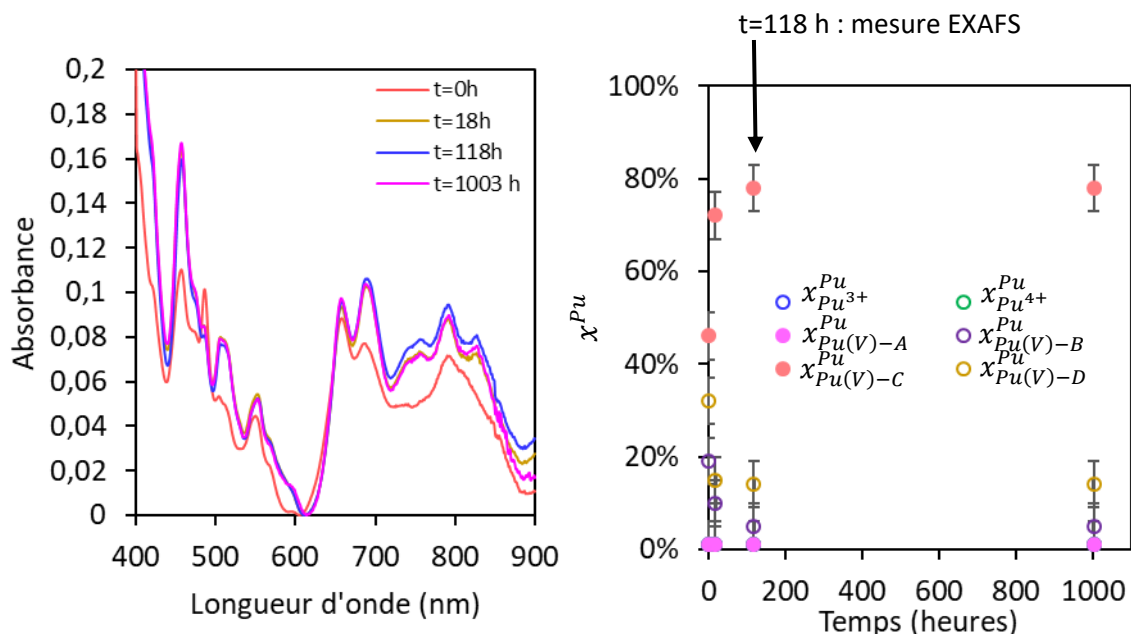 t=118 h : mesure EXAFS
0,2
0,18
0,16
0,14
0,12
0,1
0,08
0,06
0,04
0,02
0
Absorbance
t=0h
t=18h
t=118h
t=1003 h
400 500 600 700 800 900
Longueur d'onde (nm)
100%
80%
60%
40%
20%
0%
x^Pu
x^Pu_Pu³⁺ x^Pu_Pu⁴⁺
x^Pu_Pu(V)−A x^Pu_Pu(V)−B
x^Pu_Pu(V)−C x^Pu_Pu(V)−D
0 200 400 600 800 1000
Temps (heures)